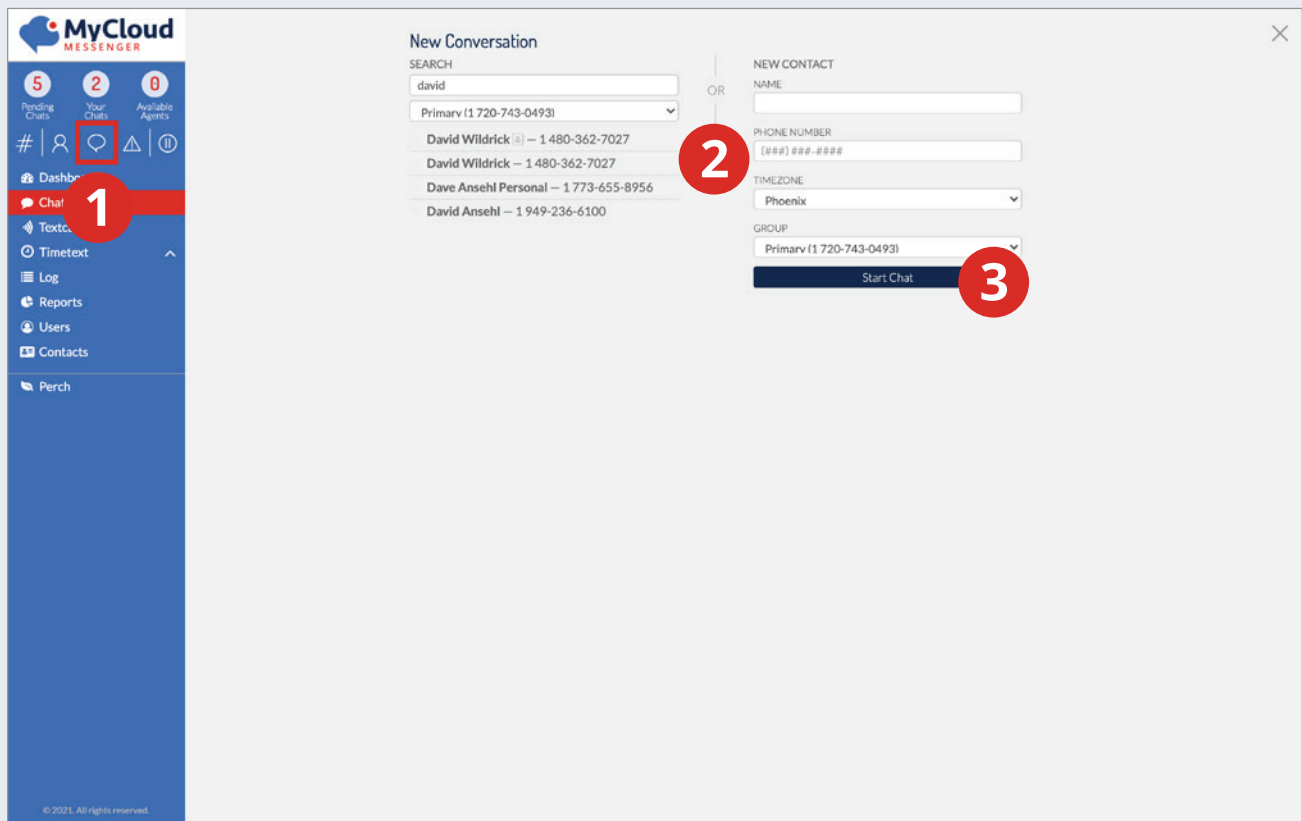 MyCloud
MESSENGER
5 2 0
Pending Chats
Your Chats
Available Agents
#
Chat
1
Timetext
Log
Reports
Users
Contacts
Perch
© 2021. All rights reserved.
New Conversation
SEARCH
david
Primary (1 720-743-0493)
David Wildrick – 1 480-362-7027
David Wildrick – 1 480-362-7027
Dave Ansehl Personal – 1 773-655-8956
David Ansehl – 1 949-236-6100
OR
2
NEW CONTACT
NAME
PHONE NUMBER
(###) ###-####
TIMEZONE
Phoenix
GROUP
Primary (1 720-743-0493)
Start Chat
3